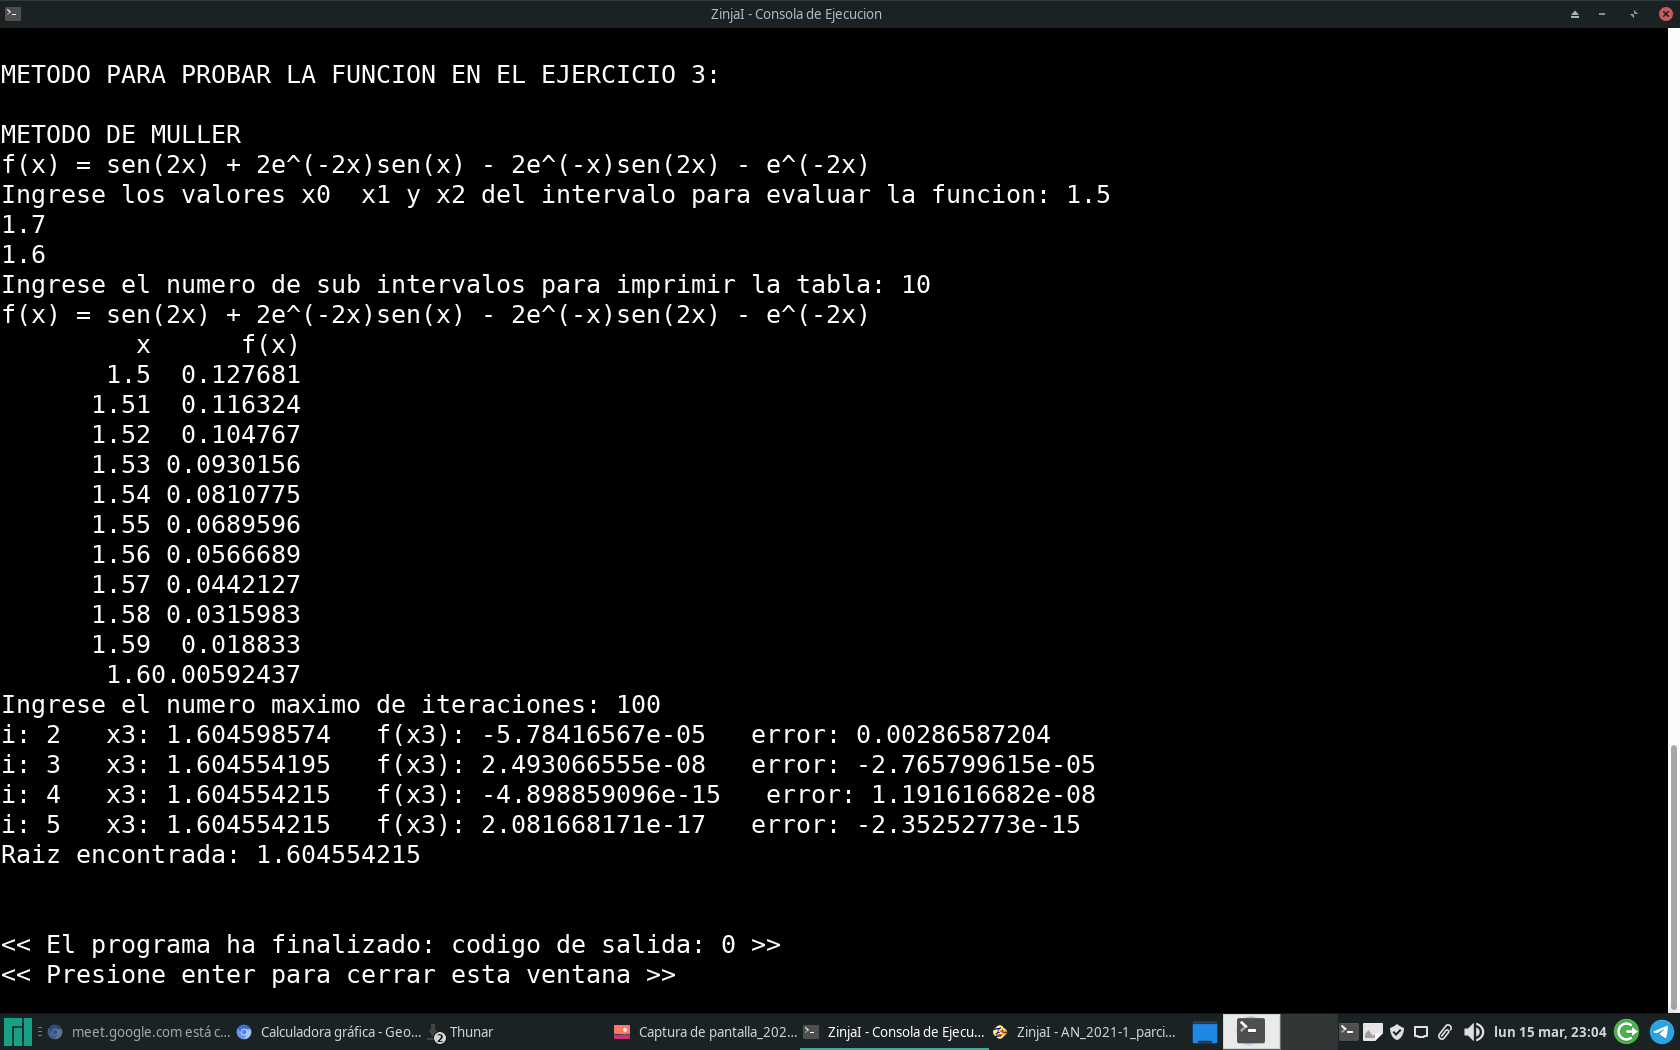 ZinjaI - Consola de Ejecucion
METODO PARA PROBAR LA FUNCION EN EL EJERCICIO 3:
METODO DE MULLER
f(x) = sen(2x) + 2e^(-2x)sen(x) - 2e^(-x)sen(2x) - e^(-2x)
Ingrese los valores x0  x1 y x2 del intervalo para evaluar la funcion: 1.5
1.7
1.6
Ingrese el numero de sub intervalos para imprimir la tabla: 10
f(x) = sen(2x) + 2e^(-2x)sen(x) - 2e^(-x)sen(2x) - e^(-2x)
x      f(x)
1.5  0.127681
1.51  0.116324
1.52  0.104767
1.53 0.0930156
1.54 0.0810775
1.55 0.0689596
1.56 0.0566689
1.57 0.0442127
1.58 0.0315983
1.59  0.018833
1.60.00592437
Ingrese el numero maximo de iteraciones: 100
i: 2   x3: 1.604598574   f(x3): -5.78416567e-05   error: 0.00286587204
i: 3   x3: 1.604554195   f(x3): 2.493066555e-08   error: -2.765799615e-05
i: 4   x3: 1.604554215   f(x3): -4.898859096e-15   error: 1.191616682e-08
i: 5   x3: 1.604554215   f(x3): 2.081668171e-17   error: -2.35252773e-15
Raiz encontrada: 1.604554215
<< El programa ha finalizado: codigo de salida: 0 >>
<< Presione enter para cerrar esta ventana >>
meet.google.com está c... Calculadora gráfica - Geo... 2 Thunar Captura de pantalla_202... ZinjaI - Consola de Ejecu... ZinjaI - AN_2021-1_parci... lun 15 mar, 23:04